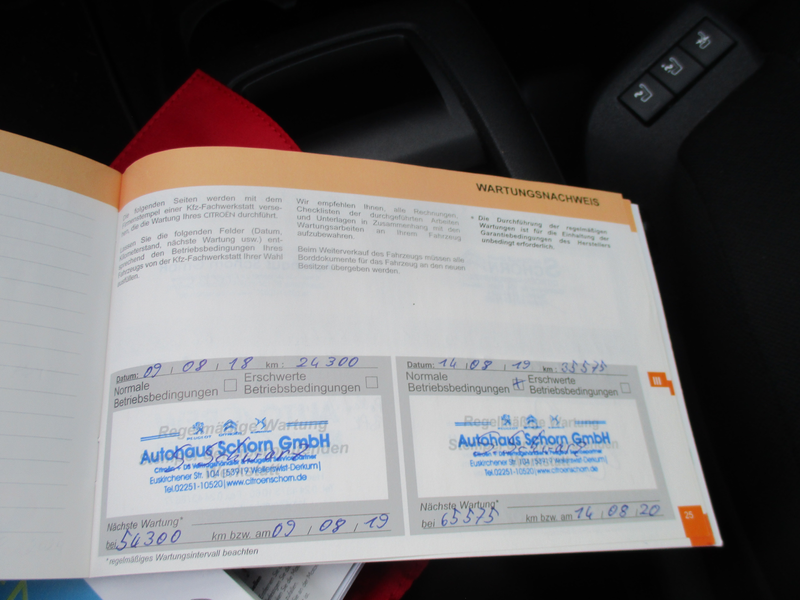 WARTUNGSNACHWEIS
folgenden Seiten werden mit dem
einer Kfz-Fachwerkstatt
die die Wartung Ihres CITROËN durchführt.
Sie die folgenden Felder (Datum,
nächste Wartung usw.)
den Betriebsbedingungen Ihres
Fahrzeugs von der Kfz-Fachwerkstatt Ihrer Wahl
ausfüllen.
Wir empfehlen Ihnen, alle Rechnungen,
Checklisten der durchgeführten Arbeiten
und Unterlagen in Zusammenhang mit den
Wartungsarbeiten an Ihrem Fahrzeug
aufzubewahren.
Beim Weiterverkauf des Fahrzeugs müssen alle
Borddokumente für das Fahrzeug an den neuen
Besitzer übergeben werden.
* Die Durchführung der regelmäßigen
Wartungen ist für die Einhaltung der
Garantiebedingungen des Herstellers
unbedingt erforderlich.
Datum: 09 08 18 km: 24300
Normale Betriebsbedingungen
Erschwerte Betriebsbedingungen
Regelmäßige Wartung
Autohaus Schorn GmbH
Euskirchener Str. 104 | 53919 Weilerswist-Derkum |
Tel.02251-10520 | www.citroenschorn.de
Nächste Wartung*
bei 54300 km bzw. am 09 08 19
*regelmäßiges Wartungsintervall beachten
Datum: 14 08 19 km: 35575
Normale Betriebsbedingungen
Erschwerte Betriebsbedingungen
Regelmäßige Wartung
Autohaus Schorn GmbH
Euskirchener Str. 104 | 53919 Weilerswist-Derkum |
Tel.02251-10520 | www.citroenschorn.de
Nächste Wartung*
bei 65575 km bzw. am 14 08 20
III
25